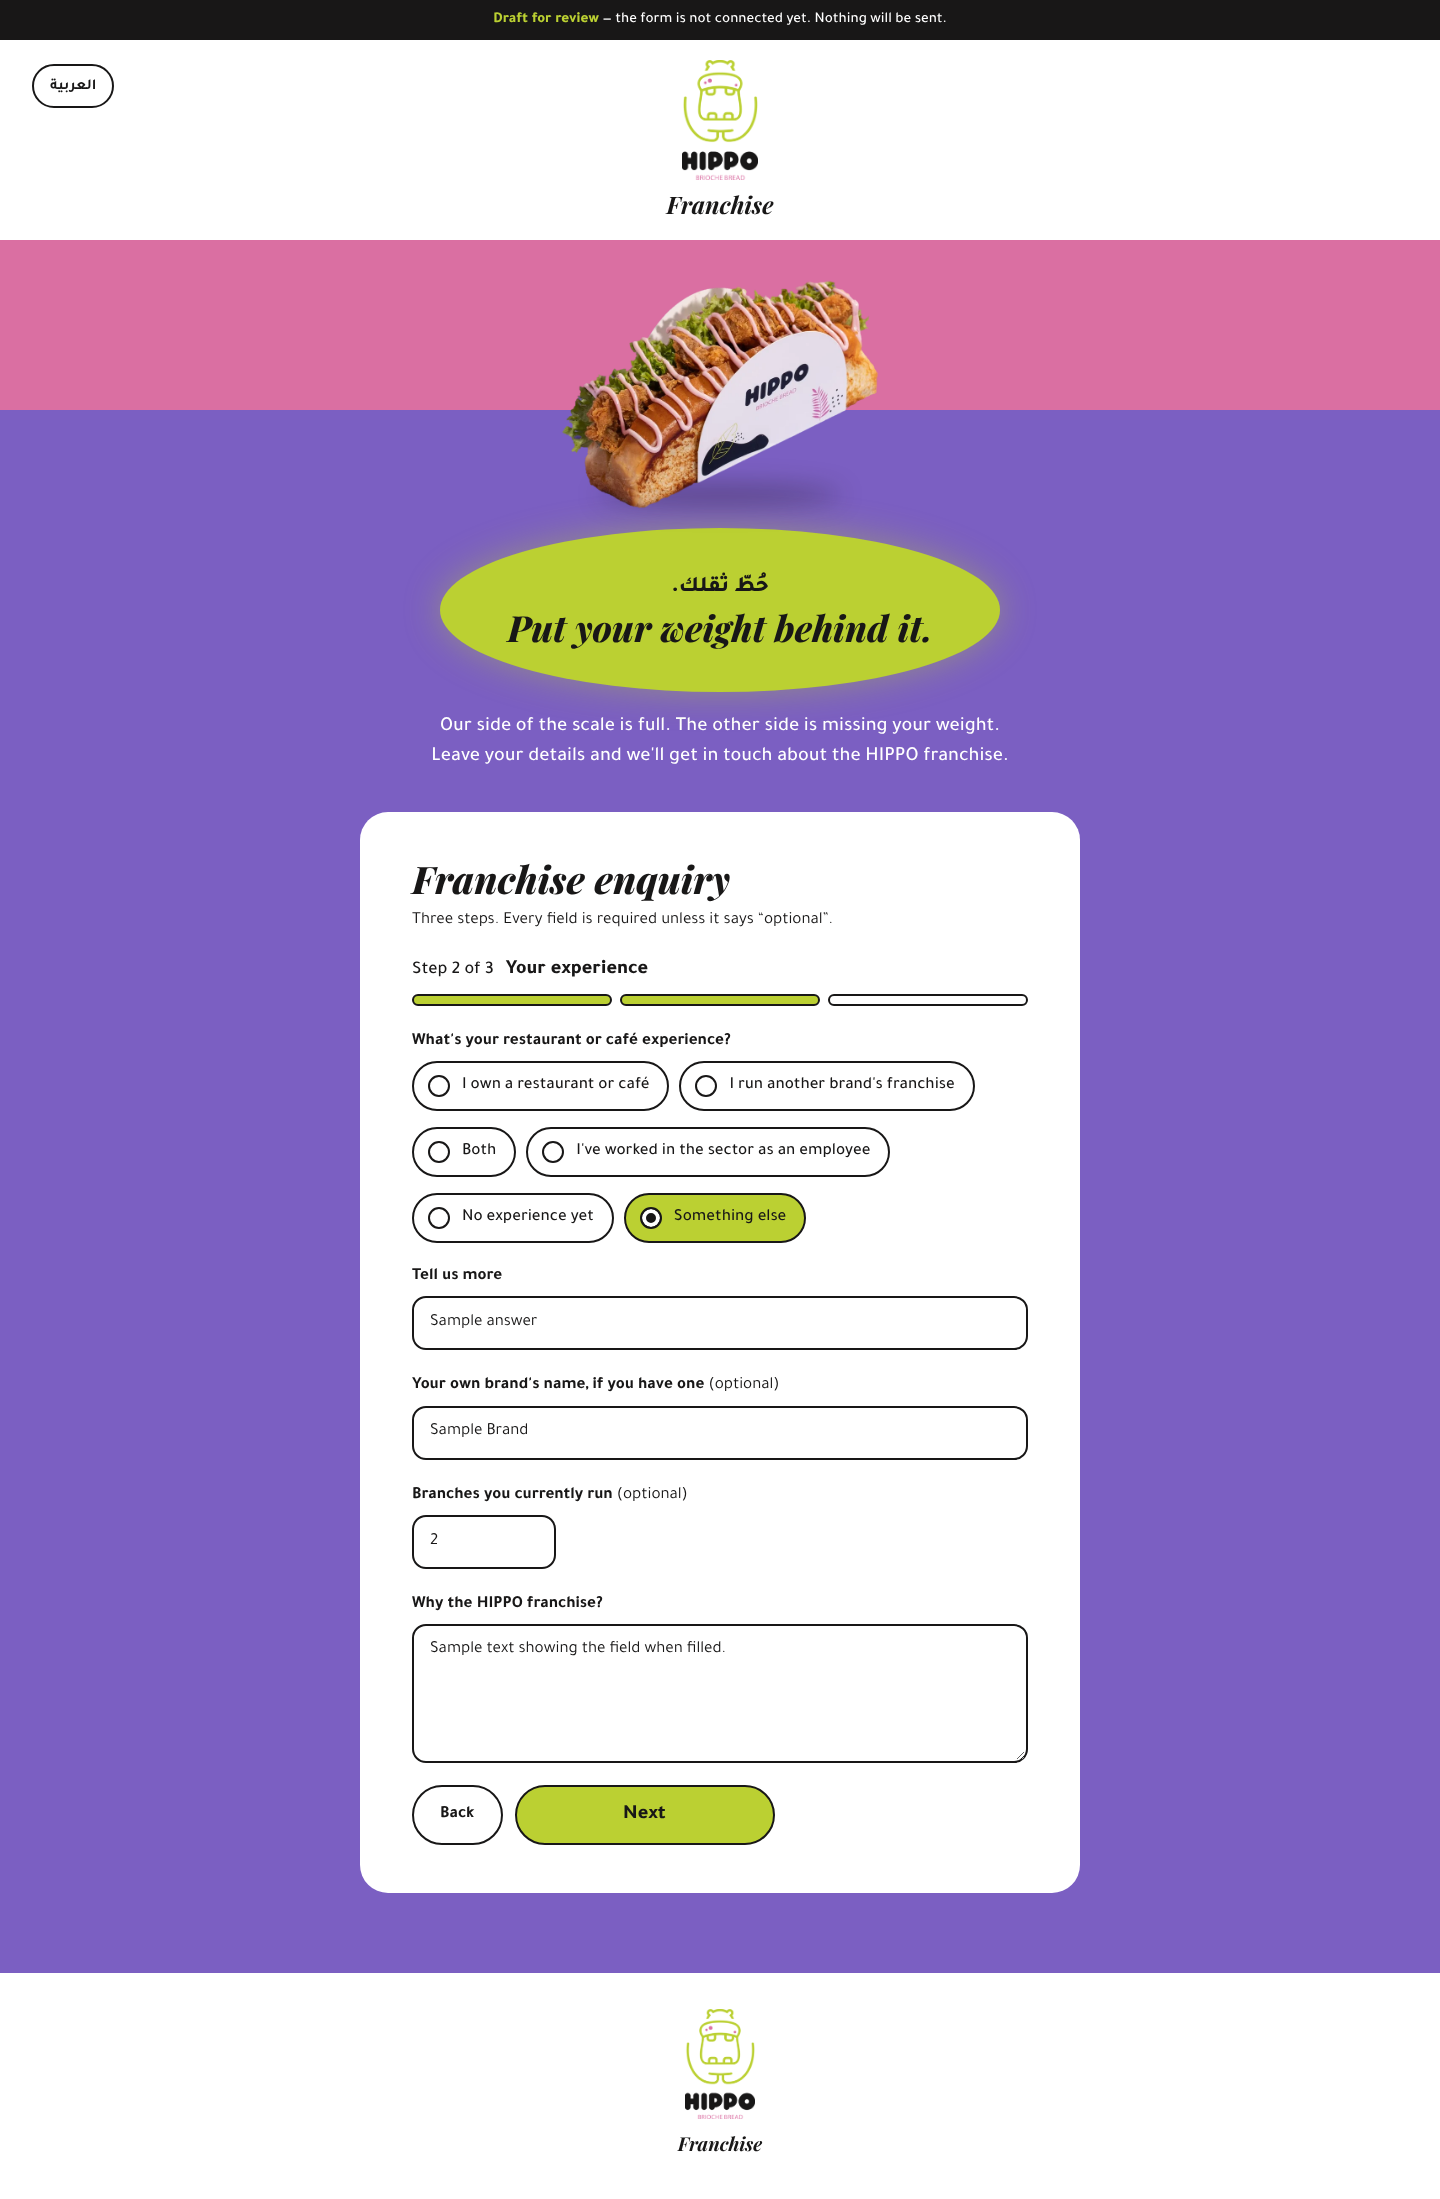 Draft for review – the form is not connected yet. Nothing will be sent.
العربية
HIPPO
BRIOCHE BREAD
Franchise
HIPPO
BRIOCHE BREAD
حُطّ ثقلك.
Put your weight behind it.
Our side of the scale is full. The other side is missing your weight.
Leave your details and we'll get in touch about the HIPPO franchise.
Franchise enquiry
Three steps. Every field is required unless it says “optional”.
Step 2 of 3 Your experience
What's your restaurant or café experience?
I own a restaurant or café I run another brand's franchise
Both I've worked in the sector as an employee
No experience yet Something else
Tell us more
Sample answer
Your own brand's name, if you have one (optional)
Sample Brand
Branches you currently run (optional)
2
Why the HIPPO franchise?
Sample text showing the field when filled.
Back Next
HIPPO
BRIOCHE BREAD
Franchise